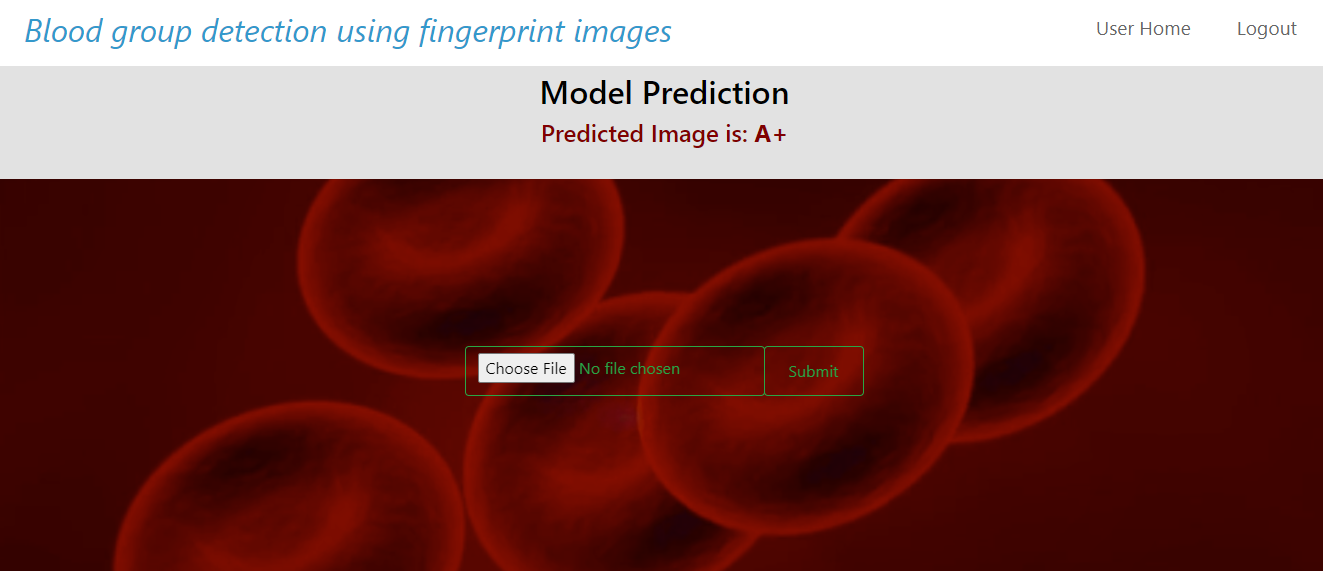 Blood group detection using fingerprint images
User Home
Logout
Model Prediction
Predicted Image is: A+
Choose File No file chosen
Submit